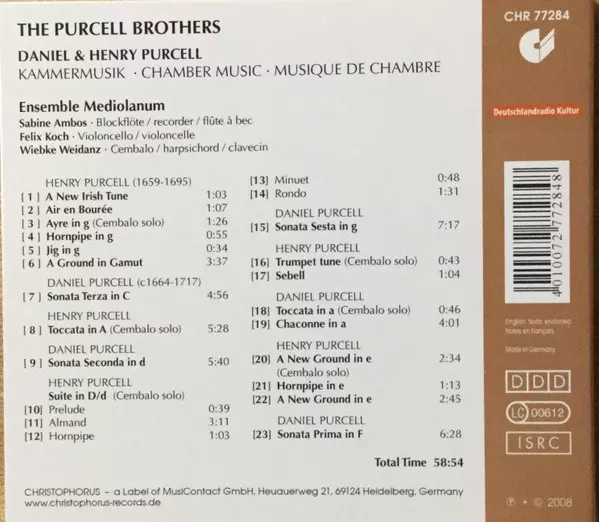 THE PURCELL BROTHERS
DANIEL & HENRY PURCELL
KAMMERMUSIK · CHAMBER MUSIC · MUSIQUE DE CHAMBRE
Ensemble Mediolanum
Sabine Ambos · Blockflöte / recorder / flûte à bec
Felix Koch · Violoncello / violoncelle
Wiebke Weidanz · Cembalo / harpsichord / clavecin
HENRY PURCELL (1659-1695)
[ 1 ] A New Irish Tune 1:03
[ 2 ] Air en Bourée 1:07
[ 3 ] Ayre in g (Cembalo solo) 1:26
[ 4 ] Hornpipe in g 0:55
[ 5 ] Jig in g 0:34
[ 6 ] A Ground in Gamut 3:37
DANIEL PURCELL (c1664-1717)
[ 7 ] Sonata Terza in C 4:56
HENRY PURCELL
[ 8 ] Toccata in A (Cembalo solo) 5:28
DANIEL PURCELL
[ 9 ] Sonata Seconda in d 5:40
HENRY PURCELL
Suite in D/d (Cembalo solo)
[10] Prelude 0:39
[11] Almand 3:11
[12] Hornpipe 1:03
[13] Minuet 0:48
[14] Rondo 1:31
DANIEL PURCELL
[15] Sonata Sesta in g 7:17
HENRY PURCELL
[16] Trumpet tune (Cembalo solo) 0:43
[17] Sebell 1:04
DANIEL PURCELL
[18] Toccata in a (Cembalo solo) 0:46
[19] Chaconne in a 4:01
HENRY PURCELL
[20] A New Ground in e 2:34
(Cembalo solo)
[21] Hornpipe in e 1:13
[22] A New Ground in e 2:45
DANIEL PURCELL
[23] Sonata Prima in F 6:28
Total Time 58:54
CHRISTOPHORUS – a Label of MusiContact GmbH, Heuauerweg 21, 69124 Heidelberg, Germany
www.christophorus-records.de
CHR 77284
Deutschlandradio Kultur
4010072772848
English texts enclosed
Notes en français
Made in Germany
D D D
LC 00612
ISRC
℗ · © 2008